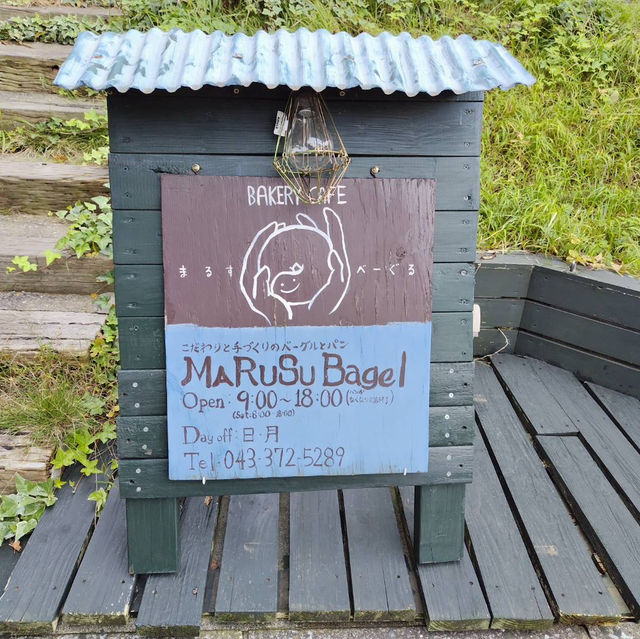 BAKERY CAFE
まるす べーぐる
こだわりと手づくりのベーグルとパン
MARuSu Bagel
Open : 9:00~18:00
(Sat:8:00~18:00)
Day off : 日・月
Tel・043-372-5289